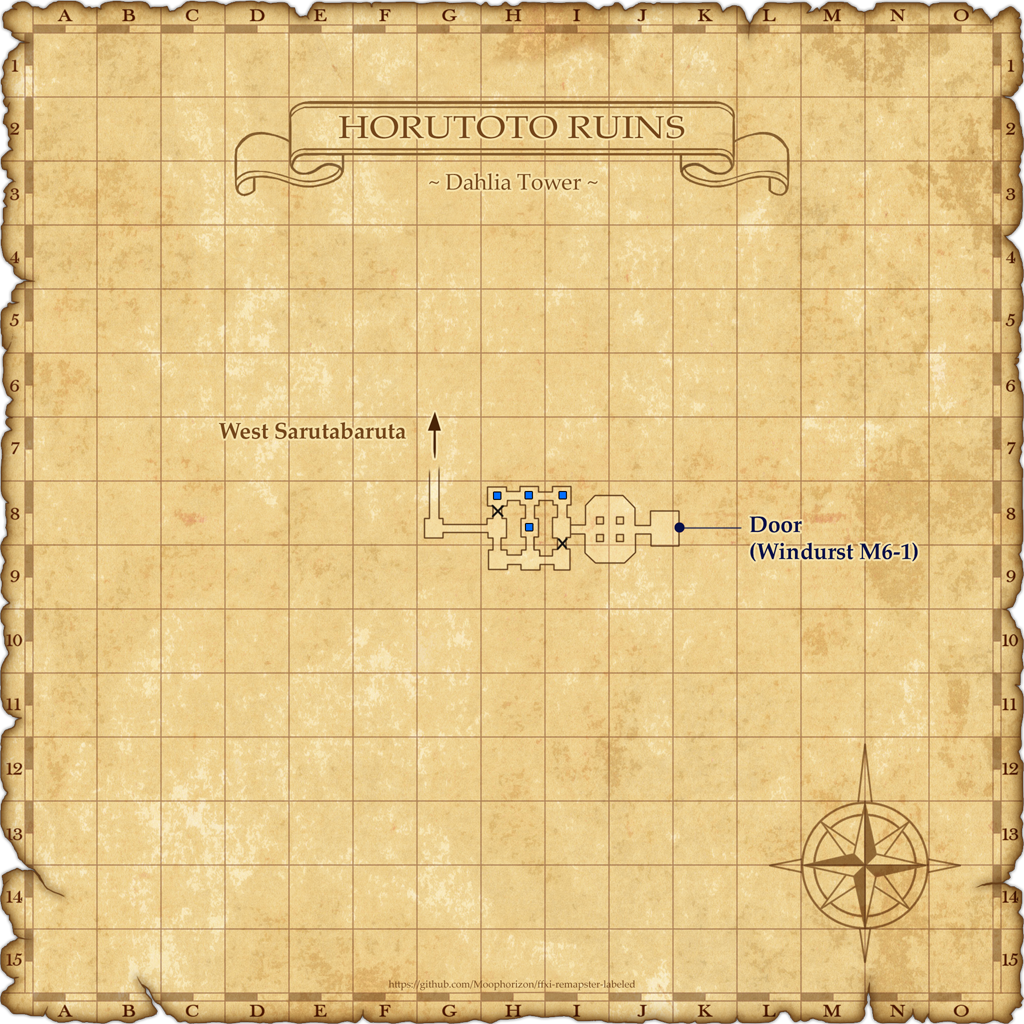 A B C D E F G H I J K L M N O
1 1
2 HORUTOTO RUINS 2
3 ~ Dahlia Tower ~ 3
4 4
5 5
6 6
7 West Sarutabaruta 7
8 Door 8
(Windurst M6-1)
9 9
10 10
11 11
12 12
13 13
14 14
15 15
https://github.com/Moophorizon/ffxi-remapster-labeled
A B C D E F G H I J K L M N O